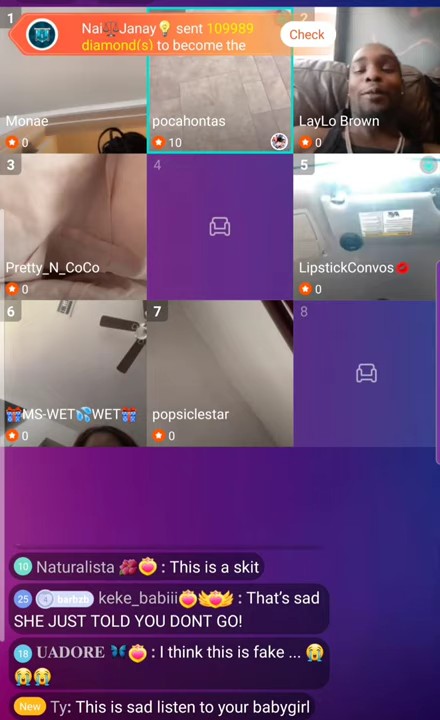 1
Nai⚖️Janay💡 sent 109989
diamond(s) to become the
Check
2
Monae
0
pocahontas
10
LayLo Brown
0
3
Pretty_N_CoCo
0
4
5
LipstickConvos💋
0
6
🎁MS-WET💦WET🎁
0
7
popsiclestar
0
8
10 Naturalista 🌺 : This is a skit
25 barbzb keke_babiii : That's sad
SHE JUST TOLD YOU DONT GO!
18 𝐔𝐀𝐃𝐎𝐑𝐄 🦋 : I think this is fake ... 😭
😭😭
New Ty: This is sad listen to your babygirl